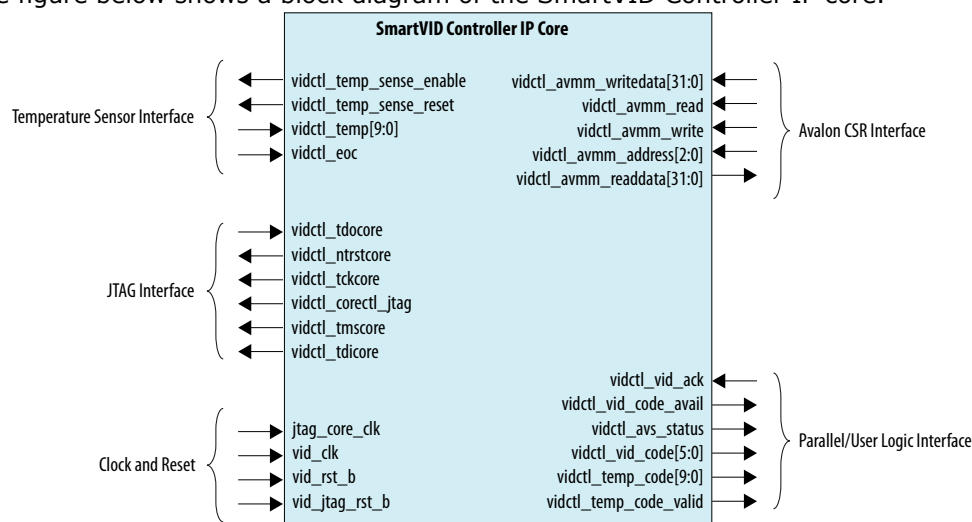 e figure below shows a block diagram of the SmartVID Controller IP core.
SmartVID Controller IP Core
Temperature Sensor Interface
vidctl_temp_sense_enable
vidctl_temp_sense_reset
vidctl_temp[9:0]
vidctl_eoc
vidctl_avmm_writedata[31:0]
vidctl_avmm_read
vidctl_avmm_write
vidctl_avmm_address[2:0]
vidctl_avmm_readdata[31:0]
Avalon CSR Interface
JTAG Interface
vidctl_tdocore
vidctl_ntrstcore
vidctl_tckcore
vidctl_corectl_jtag
vidctl_tmscore
vidctl_tdicore
Clock and Reset
jtag_core_clk
vid_clk
vid_rst_b
vid_jtag_rst_b
vidctl_vid_ack
vidctl_vid_code_avail
vidctl_avs_status
vidctl_vid_code[5:0]
vidctl_temp_code[9:0]
vidctl_temp_code_valid
Parallel/User Logic Interface